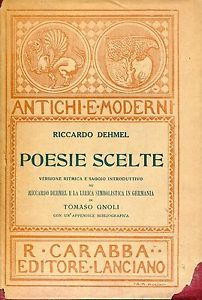 ANTICHI·E·MODERNI
RICCARDO DEHMEL
POESIE SCELTE
VERSIONE RITMICA E SAGGIO INTRODUTTIVO
SU
RICCARDO DEHMEL E LA LIRICA SIMBOLISTICA IN GERMANIA
DI
TOMASO GNOLI
CON UN'APPENDICE BIBLIOGRAFICA
R·CARABBA·
EDITORE·LANCIANO